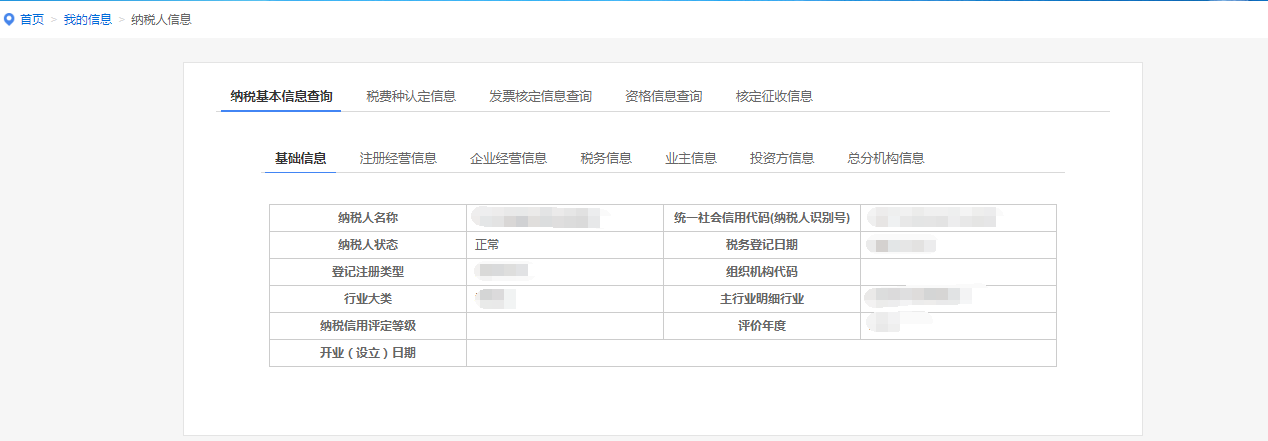 首页 > 我的信息 > 纳税人信息
纳税基本信息查询 税费种认定信息 发票核定信息查询 资格信息查询 核定征收信息
基础信息 注册经营信息 企业经营信息 税务信息 业主信息 投资方信息 总分机构信息
纳税人名称 统一社会信用代码(纳税人识别号)
纳税人状态 正常 税务登记日期
登记注册类型 组织机构代码
行业大类 主行业明细行业
纳税信用评定等级 评价年度
开业（设立）日期